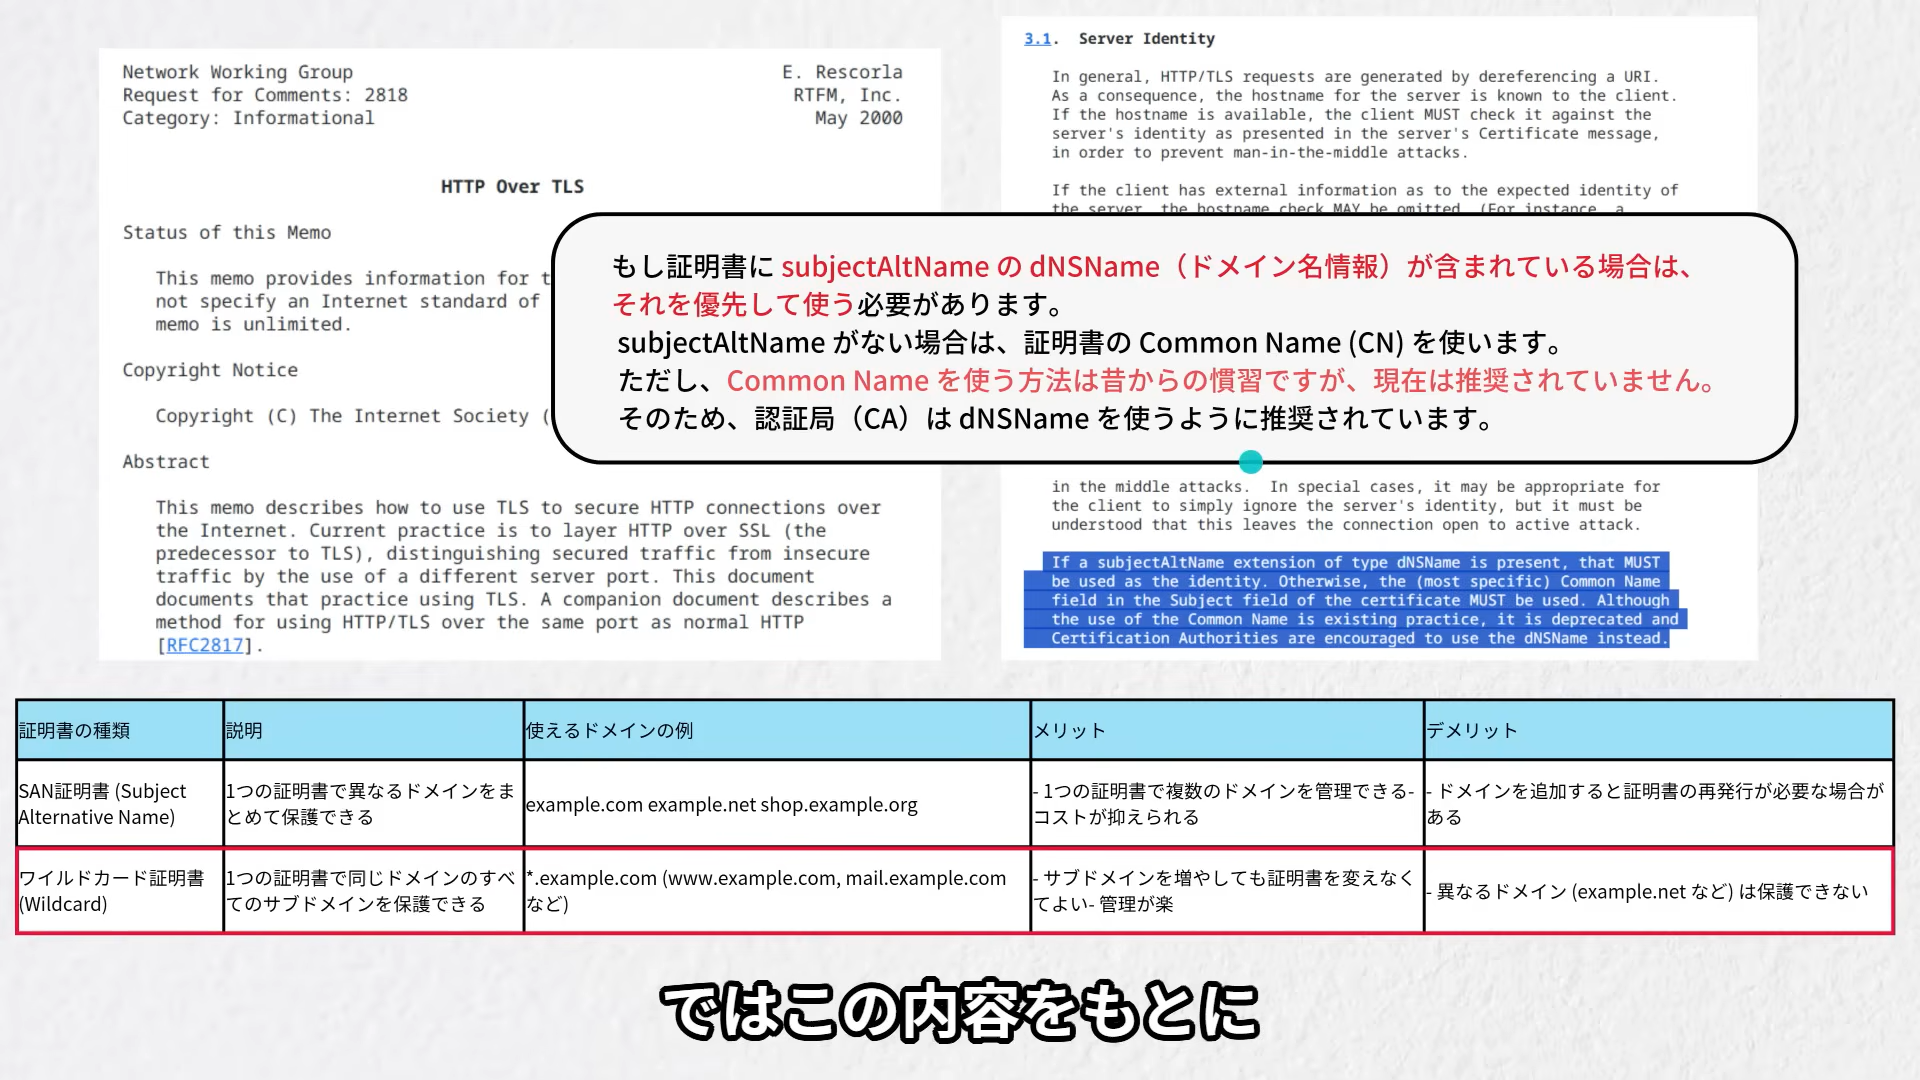 Network Working Group E. Rescorla
Request for Comments: 2818 RTFM, Inc.
Category: Informational May 2000
HTTP Over TLS
Status of this Memo
This memo provides information for t
not specify an Internet standard of
memo is unlimited.
Copyright Notice
Copyright (C) The Internet Society (
Abstract
This memo describes how to use TLS to secure HTTP connections over
the Internet. Current practice is to layer HTTP over SSL (the
predecessor to TLS), distinguishing secured traffic from insecure
traffic by the use of a different server port. This document
documents that practice using TLS. A companion document describes a
method for using HTTP/TLS over the same port as normal HTTP
[RFC2817].
3.1. Server Identity
In general, HTTP/TLS requests are generated by dereferencing a URI.
As a consequence, the hostname for the server is known to the client.
If the hostname is available, the client MUST check it against the
server's identity as presented in the server's Certificate message,
in order to prevent man-in-the-middle attacks.
If the client has external information as to the expected identity of
the server, the hostname check MAY be omitted. (For instance, a
もし証明書に subjectAltName の dNSName（ドメイン名情報）が含まれている場合は、
それを優先して使う必要があります。
subjectAltName がない場合は、証明書の Common Name (CN) を使います。
ただし、Common Name を使う方法は昔からの慣習ですが、現在は推奨されていません。
そのため、認証局（CA）は dNSName を使うように推奨されています。
in the middle attacks. In special cases, it may be appropriate for
the client to simply ignore the server's identity, but it must be
understood that this leaves the connection open to active attack.
If a subjectAltName extension of type dNSName is present, that MUST
be used as the identity. Otherwise, the (most specific) Common Name
field in the Subject field of the certificate MUST be used. Although
the use of the Common Name is existing practice, it is deprecated and
Certification Authorities are encouraged to use the dNSName instead.
証明書の種類 説明 使えるドメインの例 メリット デメリット
SAN証明書 (Subject
Alternative Name)
1つの証明書で異なるドメインをま
とめて保護できる
example.com example.net shop.example.org
- 1つの証明書で複数のドメインを管理できる-
コストが抑えられる
- ドメインを追加すると証明書の再発行が必要な場合が
ある
ワイルドカード証明書
(Wildcard)
1つの証明書で同じドメインのすべ
てのサブドメインを保護できる
*.example.com (www.example.com, mail.example.com
など)
- サブドメインを増やしても証明書を変えなく
てよい- 管理が楽
- 異なるドメイン (example.net など) は保護できない
ではこの内容をもとに